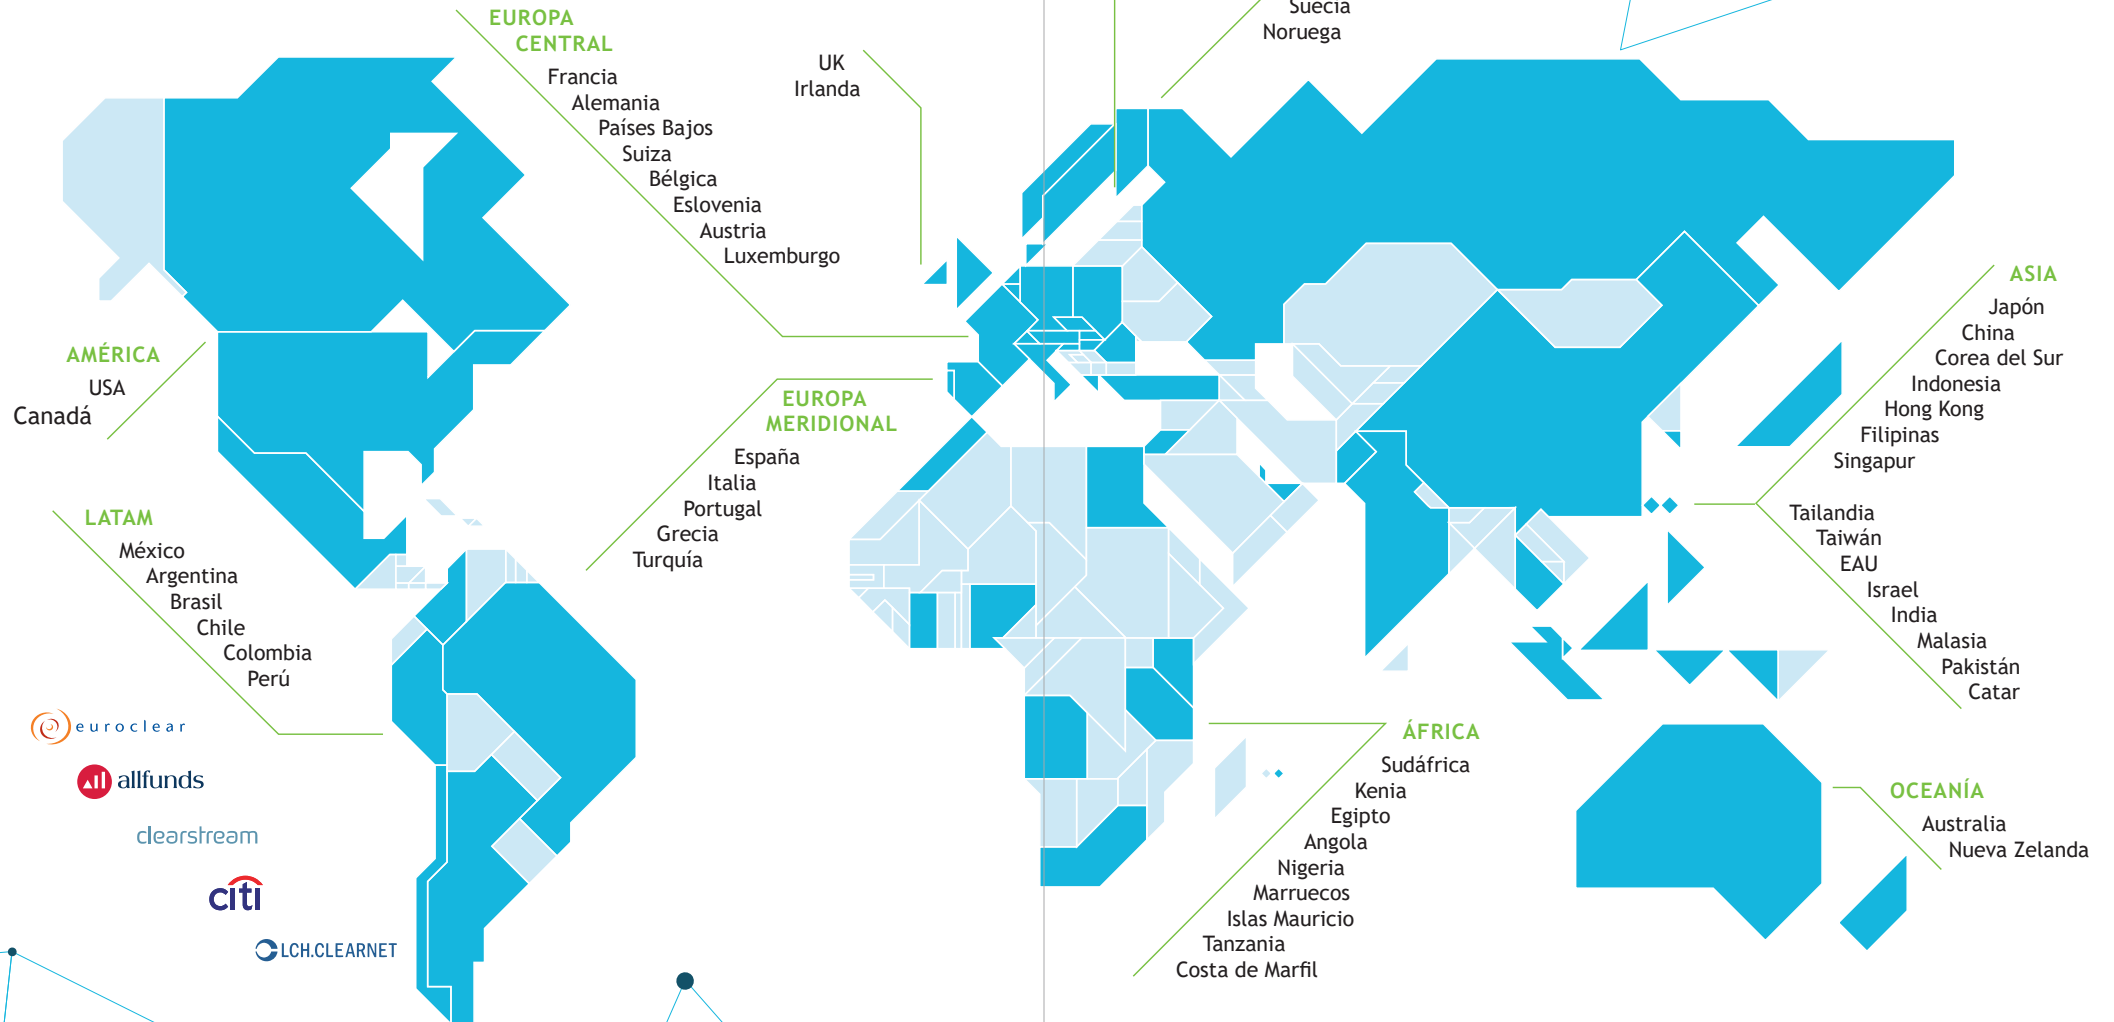 EUROPA
CENTRAL
Francia
Alemania
Países Bajos
Suiza
Bélgica
Eslovenia
Austria
Luxemburgo
UK
Irlanda
Suecia
Noruega
AMÉRICA
USA
Canadá
EUROPA
MERIDIONAL
España
Italia
Portugal
Grecia
Turquía
LATAM
México
Argentina
Brasil
Chile
Colombia
Perú
ASIA
Japón
China
Corea del Sur
Indonesia
Hong Kong
Filipinas
Singapur
Tailandia
Taiwán
EAU
Israel
India
Malasia
Pakistán
Catar
ÁFRICA
Sudáfrica
Kenia
Egipto
Angola
Nigeria
Marruecos
Islas Mauricio
Tanzania
Costa de Marfil
OCEANÍA
Australia
Nueva Zelanda
euroclear
allfunds
clearstream
citi
LCH.CLEARNET